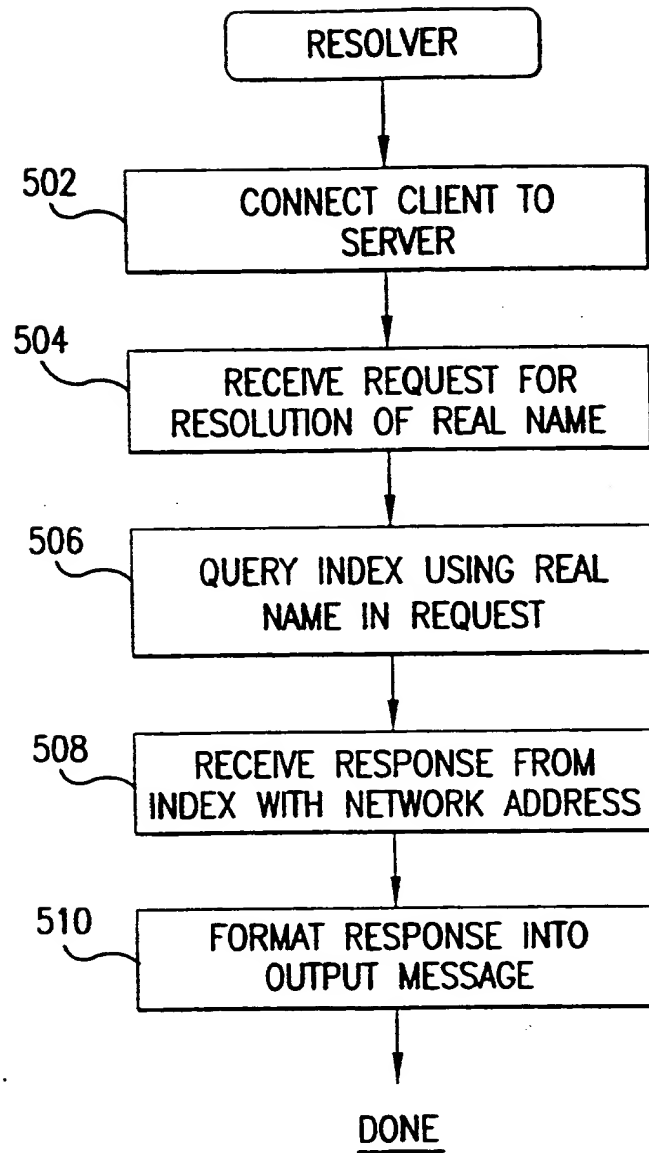 RESOLVER
502
CONNECT CLIENT TO
SERVER
504
RECEIVE REQUEST FOR
RESOLUTION OF REAL NAME
506
QUERY INDEX USING REAL
NAME IN REQUEST
508
RECEIVE RESPONSE FROM
INDEX WITH NETWORK ADDRESS
510
FORMAT RESPONSE INTO
OUTPUT MESSAGE
DONE